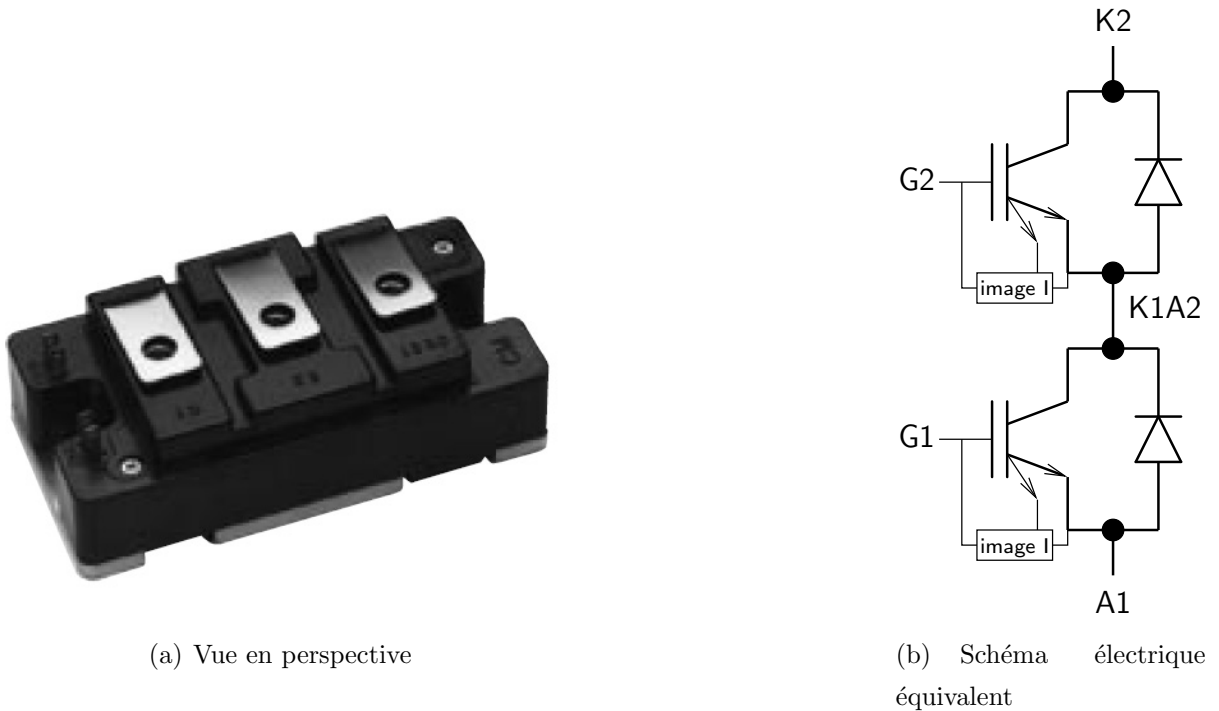 K2
G2
image I
K1A2
G1
image I
A1
(a) Vue en perspective
(b) Schéma électrique
équivalent